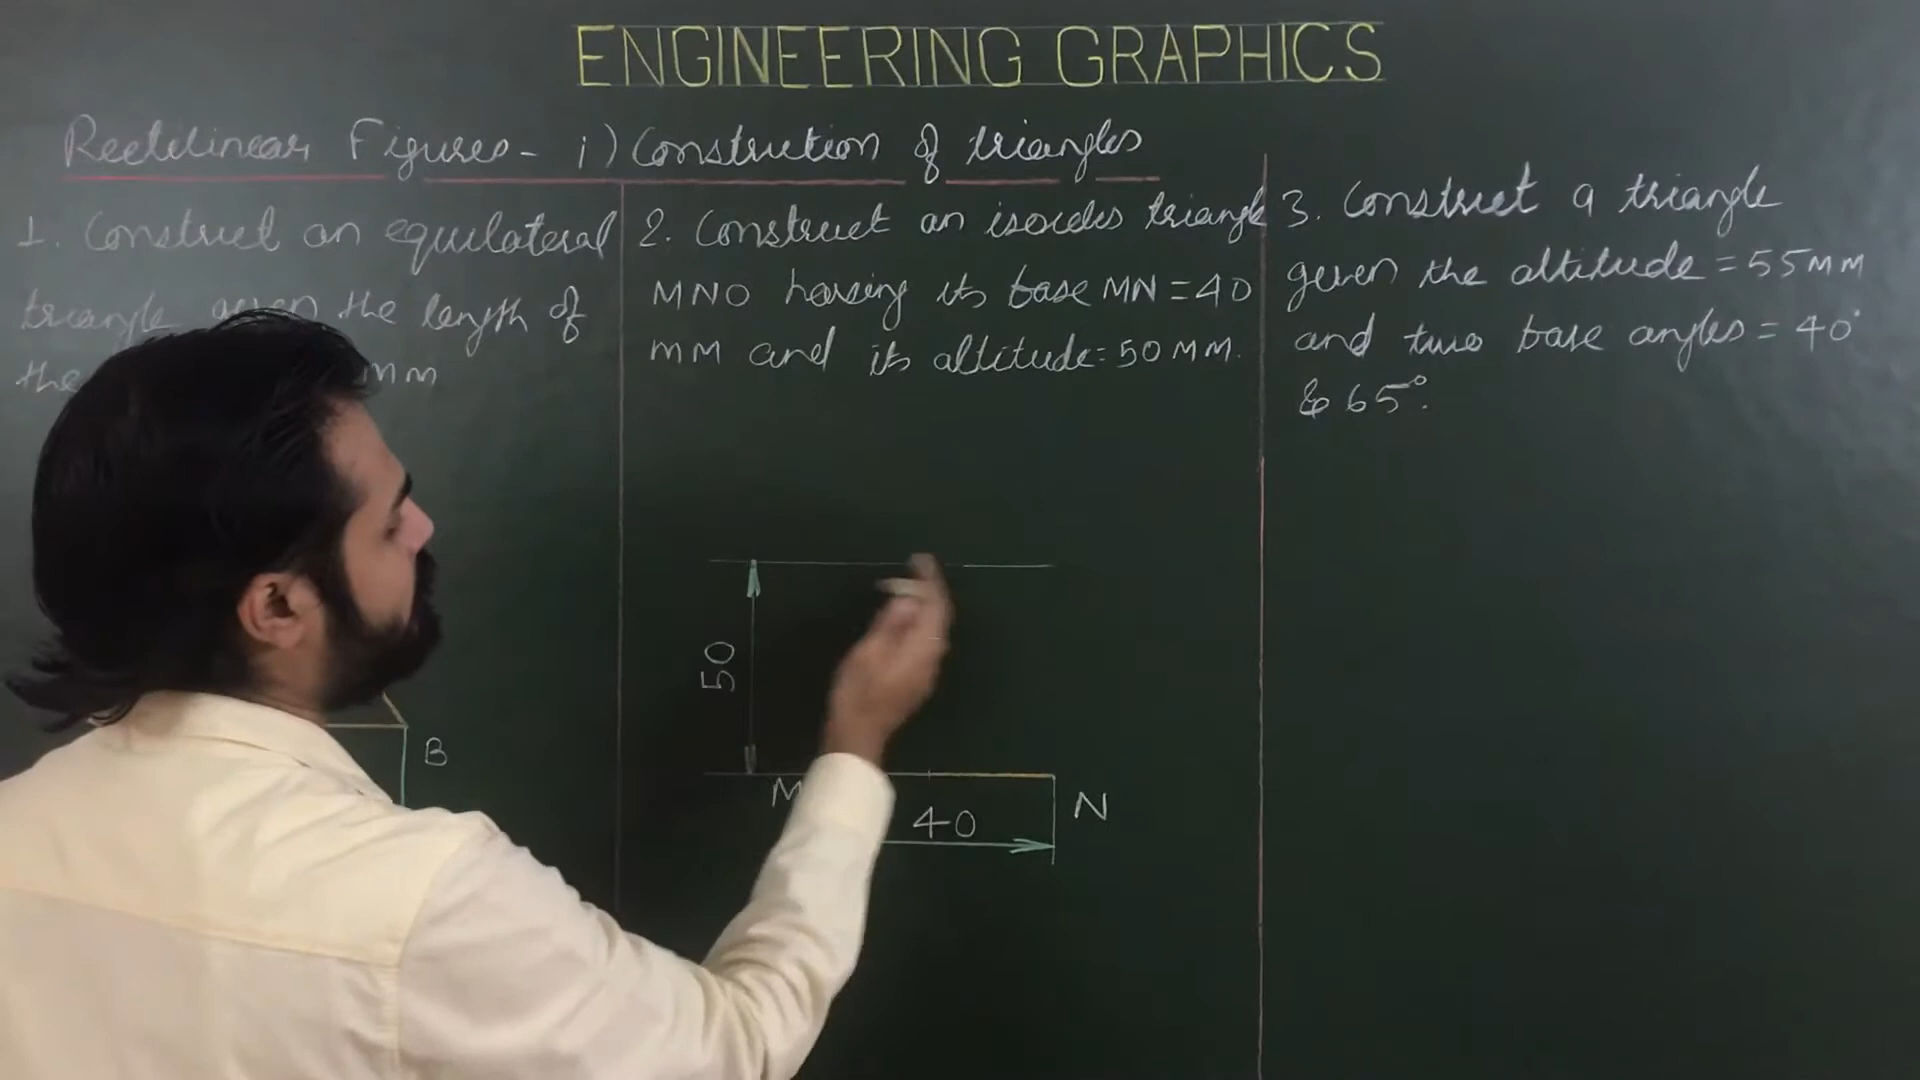 ENGINEERING GRAPHICS
Rectilinear Figures - i) Construction of triangles
1. Construct an equilateral
triangle given the length of
the MM
2. Construct an isoceles triangle
MNO having its base MN = 40
MM and its altitude = 50 MM.
3. Construct a triangle
given the altitude = 55 MM
and two base angles = 40°
& 65°.
50
B
M
N
40